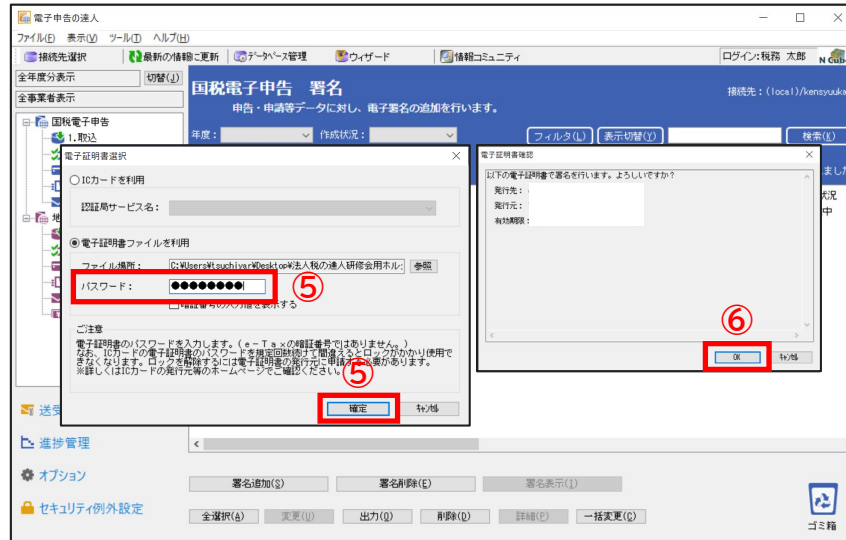 電子申告の達人
ファイル(F) 表示(V) ツール(T) ヘルプ(H)
接続先選択 最新の情報に更新 データベース管理 ウィザード 情報コミュニティ ログイン:税務 太郎
全年度分表示 切替(J)
全事業者表示
国税電子申告 署名
申告・申請等データに対し、電子署名の追加を行います。
接続先:(local)/kensyuuka
国税電子申告
1.取込
年度: 作成状況: フィルタ(L) 表示切替(Y) 検索(K)
電子証明書選択
ICカードを利用
認証局サービス名:
電子証明書ファイルを利用
ファイル場所: C:¥Users¥tsuchiyar¥Desktop¥法人税の達人研修会用ホル 参照
パスワード: ●●●●●●●●
⑤
暗証番号の入力値を表示する
ご注意
電子証明書のパスワードを入力します。(e-Taxの暗証番号ではありません。)
なお、ICカードの電子証明書のパスワードを規定回数続けて間違えるとロックがかかり使用で
きなくなります。ロックを解除するには電子証明書の発行元に申請する必要があります。
※詳しくはICカードの発行元等のホームページでご確認ください。
⑤
確定 キャンセル
電子証明書確認
以下の電子証明書で署名を行います。よろしいですか?
発行先:
発行元:
有効期限:
⑥
OK キャンセル
状況
中
地
送受
進捗管理
オプション
セキュリティ例外設定
署名追加(S) 署名削除(E) 署名表示(I)
全選択(A) 変更(U) 出力(O) 削除(D) 詳細(P) 一括変更(C)
ゴミ箱